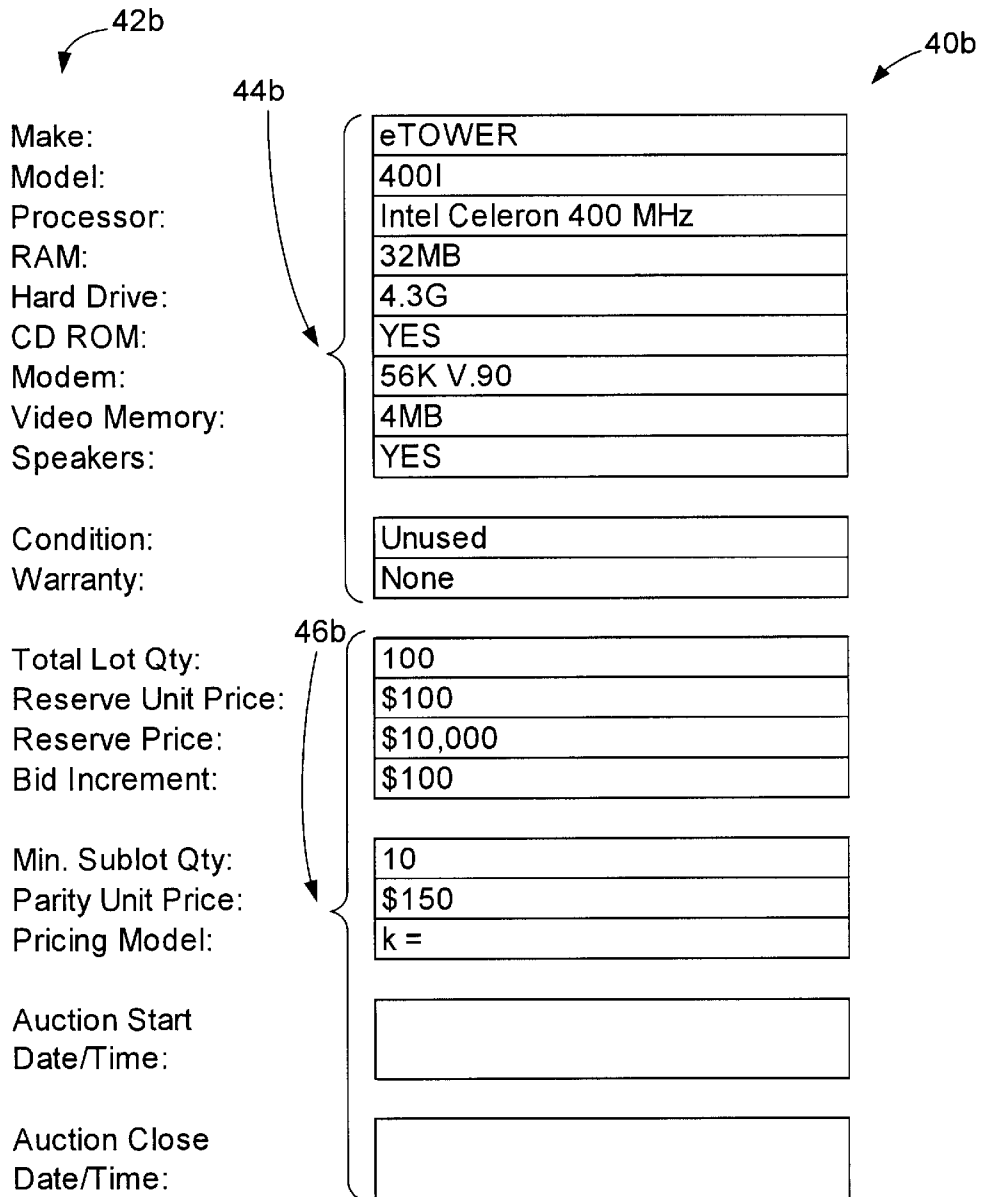 42b
40b
44b
Make: eTOWER
Model: 400I
Processor: Intel Celeron 400 MHz
RAM: 32MB
Hard Drive: 4.3G
CD ROM: YES
Modem: 56K V.90
Video Memory: 4MB
Speakers: YES
Condition: Unused
Warranty: None
46b
Total Lot Qty: 100
Reserve Unit Price: $100
Reserve Price: $10,000
Bid Increment: $100
Min. Sublot Qty: 10
Parity Unit Price: $150
Pricing Model: k =
Auction Start
Date/Time:
Auction Close
Date/Time: